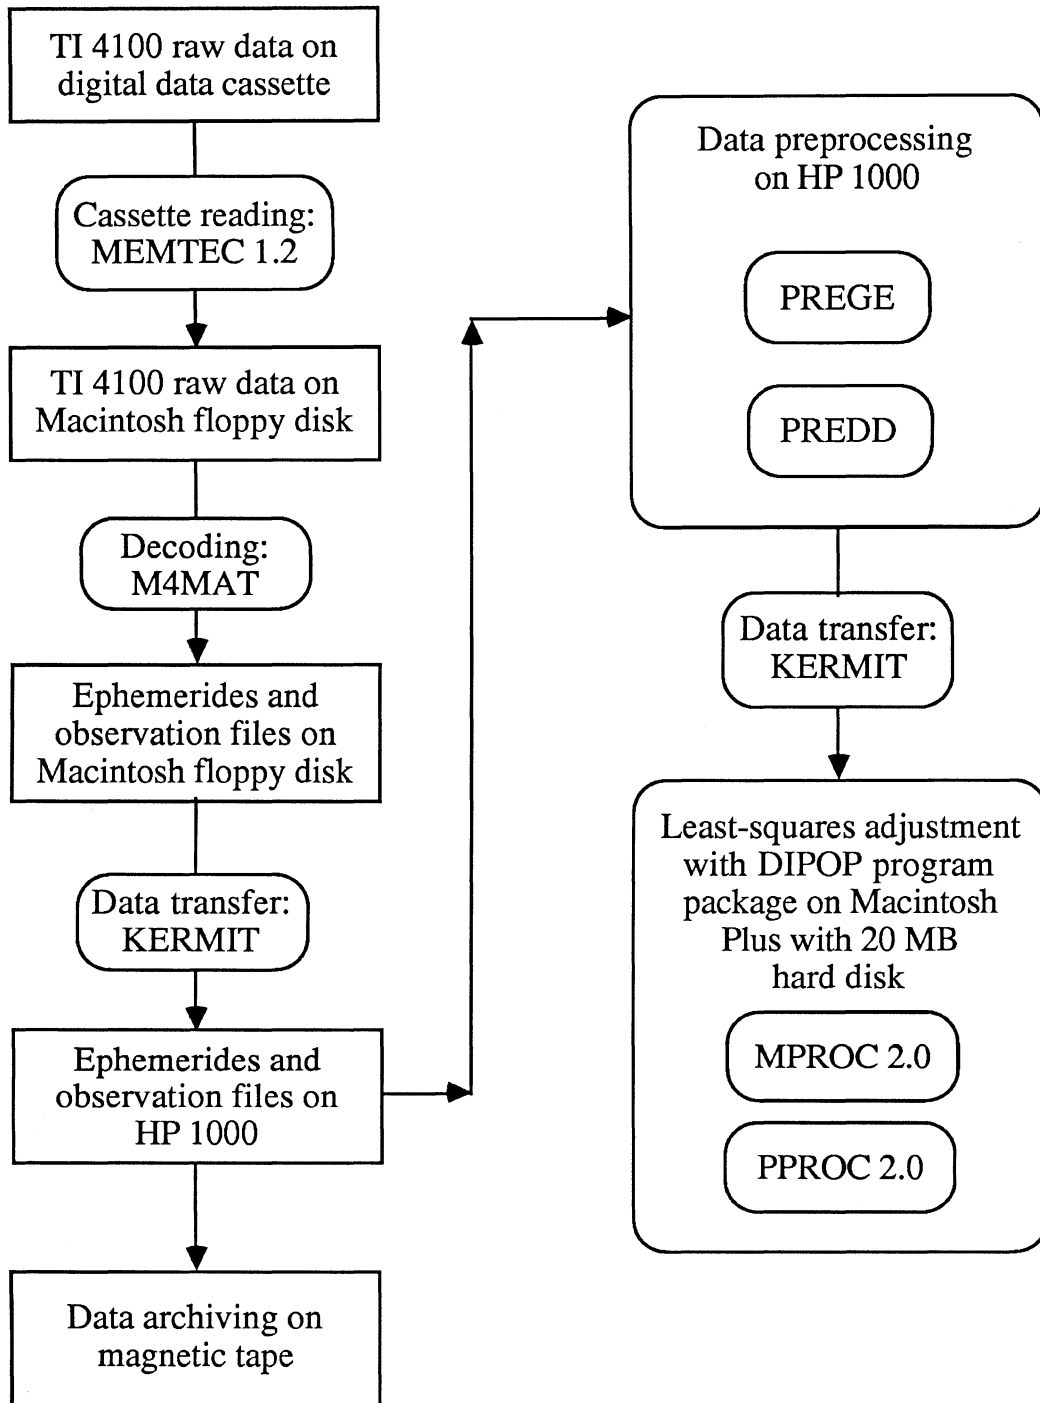 TI 4100 raw data on
digital data cassette
Cassette reading:
MEMTEC 1.2
TI 4100 raw data on
Macintosh floppy disk
Decoding:
M4MAT
Ephemerides and
observation files on
Macintosh floppy disk
Data transfer:
KERMIT
Ephemerides and
observation files on
HP 1000
Data archiving on
magnetic tape
Data preprocessing
on HP 1000
PREGE
PREDD
Data transfer:
KERMIT
Least-squares adjustment
with DIPOP program
package on Macintosh
Plus with 20 MB
hard disk
MPROC 2.0
PPROC 2.0